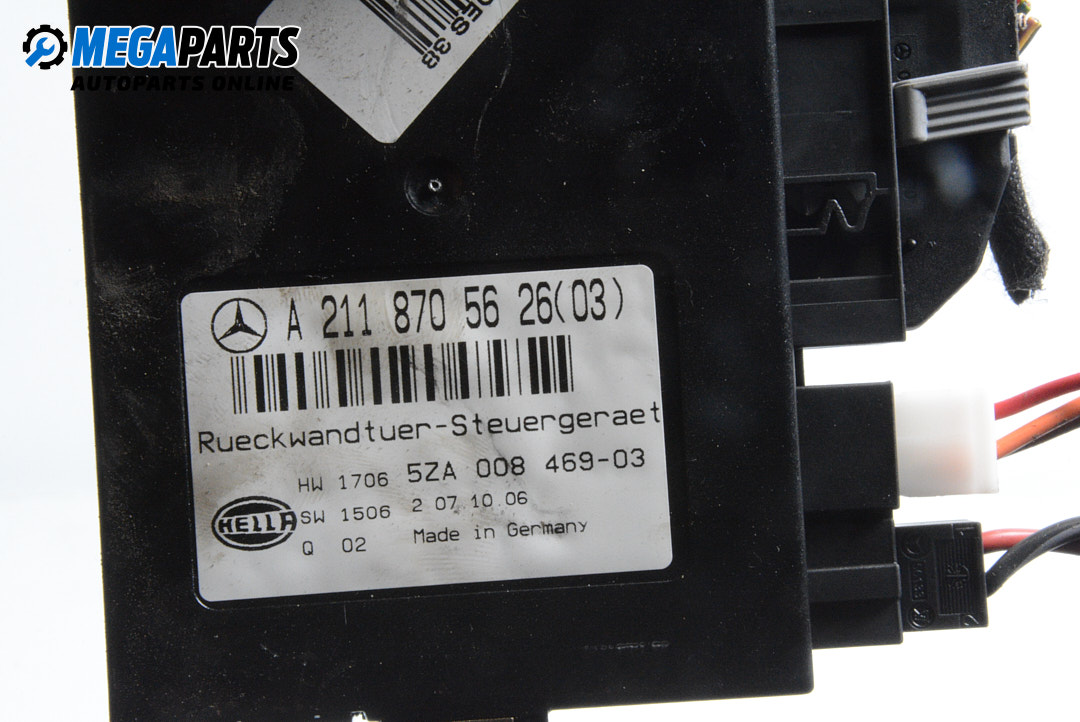 MEGAPARTS
AUTOPARTS ONLINE
A 211 870 56 26(03)
Rueckwandtuer-Steuergeraet
HW 1706 5ZA 008 469-03
SW 1506 2 07.10.06
HELLA
Q 02 Made in Germany